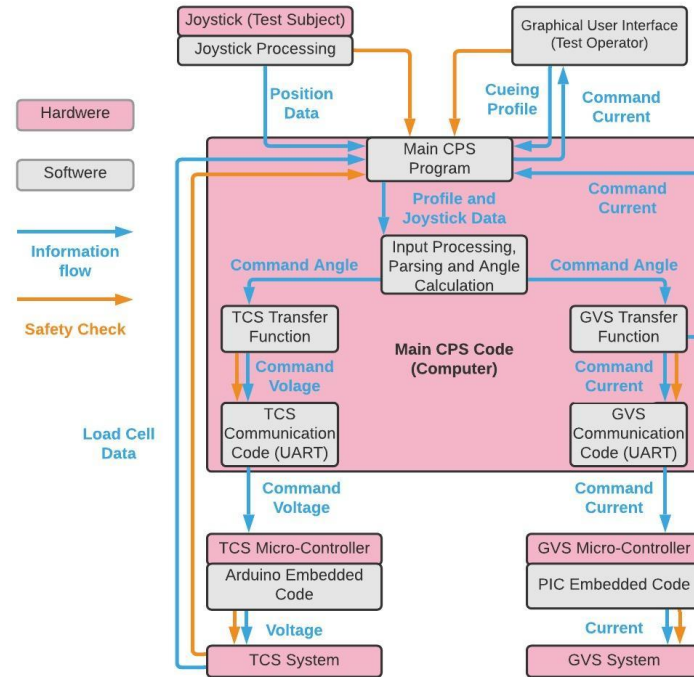 Joystick (Test Subject)
Joystick Processing
Graphical User Interface
(Test Operator)
Position
Data
Cueing
Profile
Command
Current
Hardwere
Softwere
Information
flow
Safety Check
Main CPS
Program
Command
Current
Profile and
Joystick Data
Input Processing,
Parsing and Angle
Calculation
Command Angle
Command Angle
TCS Transfer
Function
GVS Transfer
Function
Main CPS Code
(Computer)
Command
Volage
Command
Current
TCS
Communication
Code (UART)
GVS
Communication
Code (UART)
Load Cell
Data
Command
Voltage
Command
Current
TCS Micro-Controller
Arduino Embedded
Code
GVS Micro-Controller
PIC Embedded Code
Voltage
Current
TCS System
GVS System